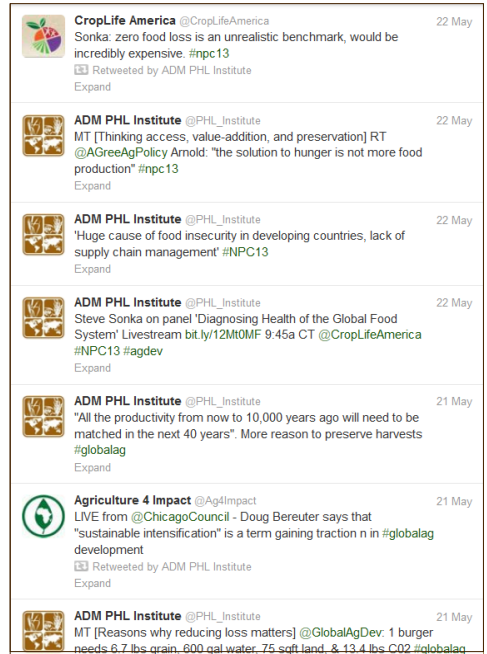 CropLife America @CropLifeAmerica 22 May
Sonka: zero food loss is an unrealistic benchmark, would be
incredibly expensive. #npc13
Retweeted by ADM PHL Institute
Expand
ADM PHL Institute @PHL_Institute 22 May
MT [Thinking access, value-addition, and preservation] RT
@AGreeAgPolicy Arnold: "the solution to hunger is not more food
production" #npc13
Expand
ADM PHL Institute @PHL_Institute 22 May
'Huge cause of food insecurity in developing countries, lack of
supply chain management' #NPC13
Expand
ADM PHL Institute @PHL_Institute 22 May
Steve Sonka on panel 'Diagnosing Health of the Global Food
System' Livestream bit.ly/12Mt0MF 9:45a CT @CropLifeAmerica
#NPC13 #agdev
Expand
ADM PHL Institute @PHL_Institute 21 May
"All the productivity from now to 10,000 years ago will need to be
matched in the next 40 years". More reason to preserve harvests
#globalag
Expand
Agriculture 4 Impact @Ag4Impact 21 May
LIVE from @ChicagoCouncil - Doug Bereuter says that
"sustainable intensification" is a term gaining traction n in #globalag
development
Retweeted by ADM PHL Institute
Expand
ADM PHL Institute @PHL_Institute 21 May
MT [Reasons why reducing loss matters] @GlobalAgDev: 1 burger
needs 6.7 lbs grain, 600 gal water, 75 sqft land, & 13.4 lbs C02 #globalag